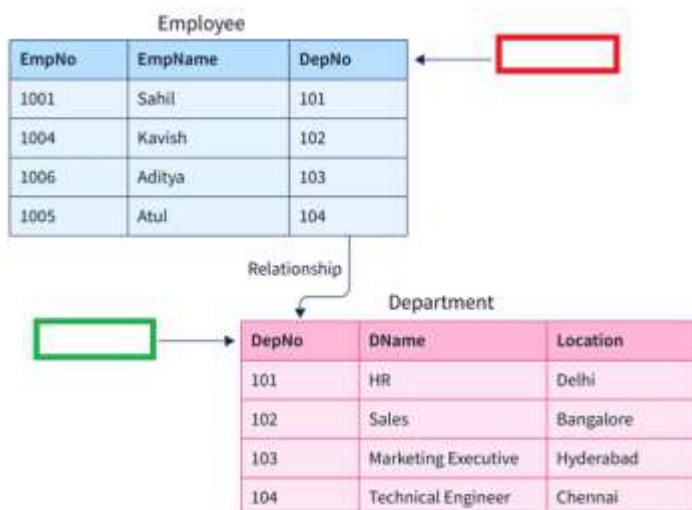 Employee
EmpNo EmpName DepNo
1001 Sahil 101
1004 Kavish 102
1006 Aditya 103
1005 Atul 104
Relationship
Department
DepNo DName Location
101 HR Delhi
102 Sales Bangalore
103 Marketing Executive Hyderabad
104 Technical Engineer Chennai